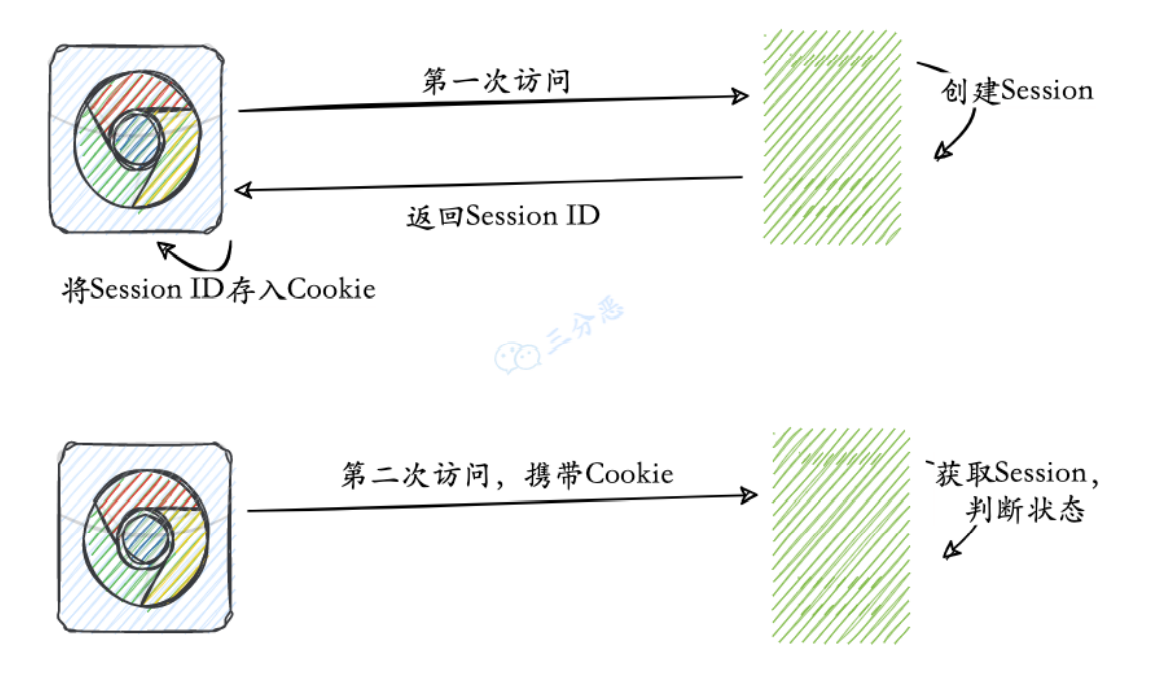 第一次访问
创建Session
返回Session ID
将Session ID存入Cookie
三分恶
第二次访问，携带Cookie
获取Session，
判断状态